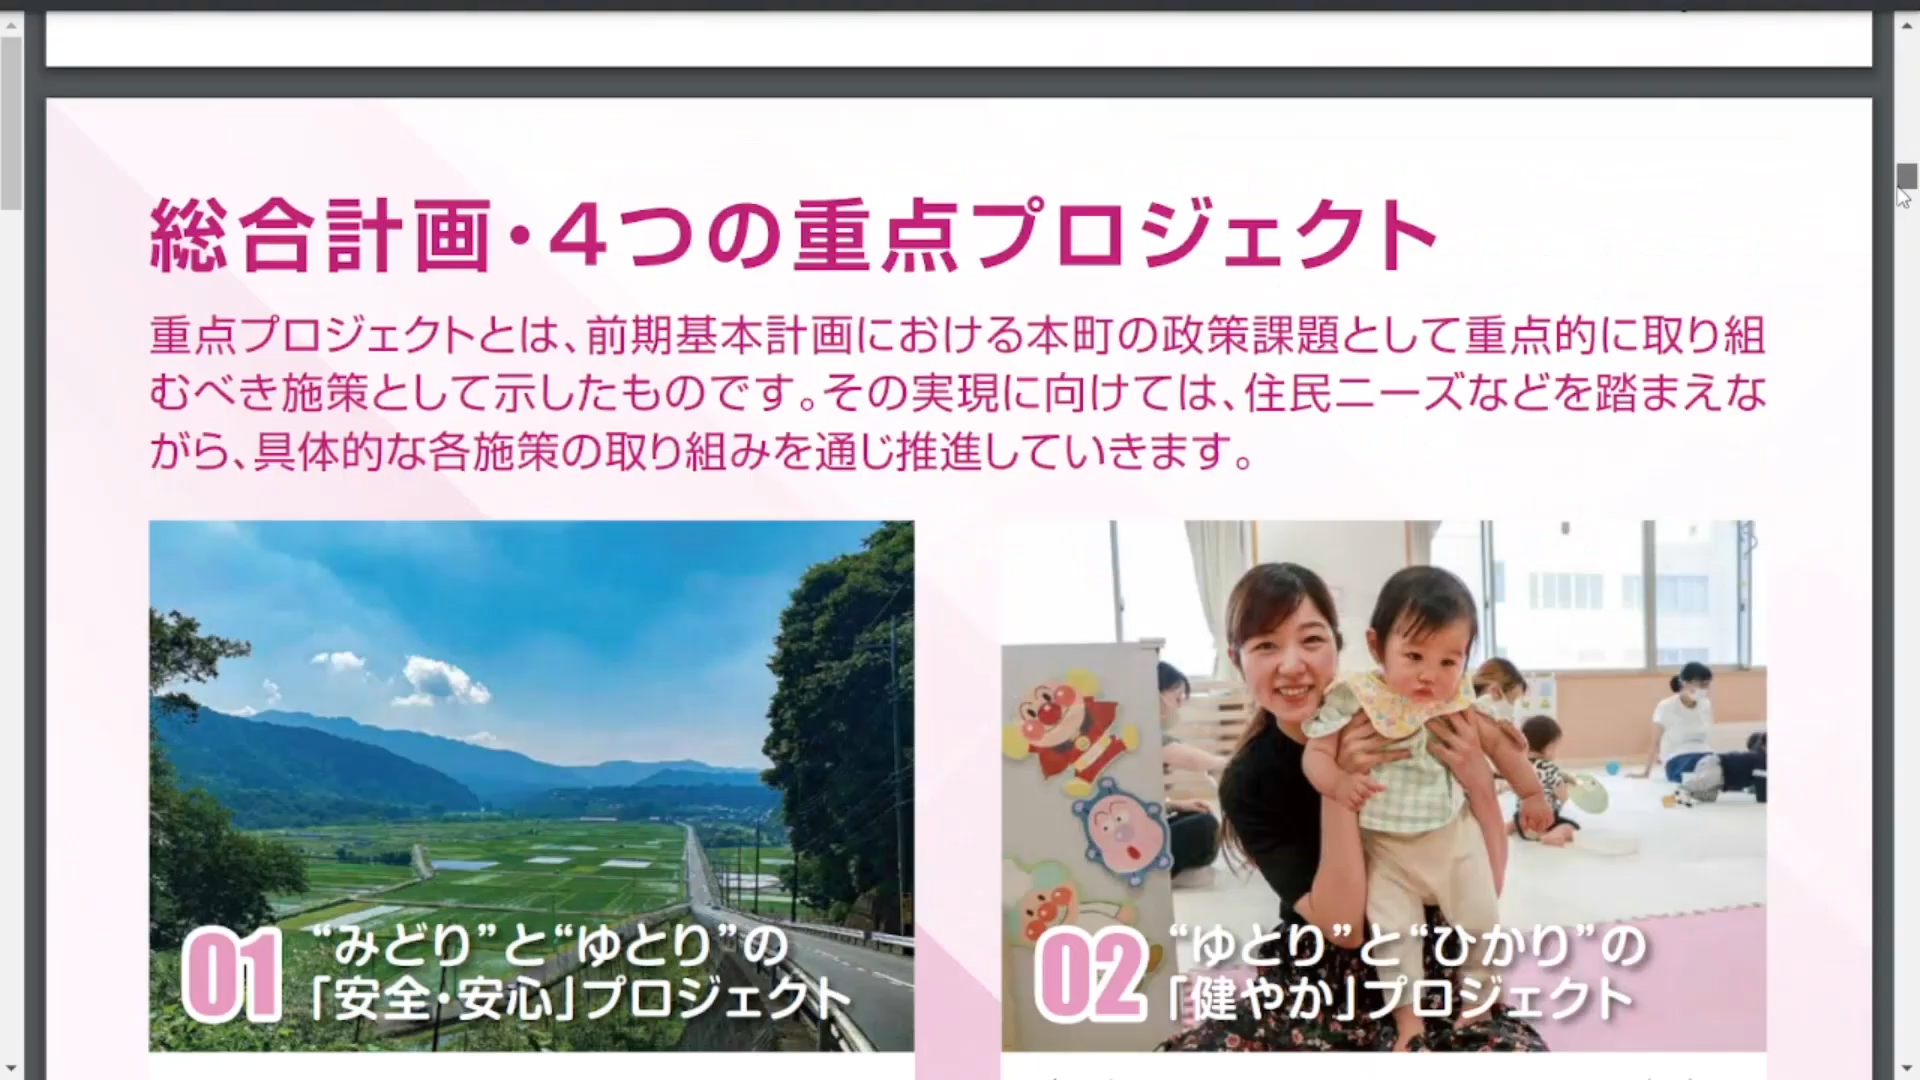 総合計画・4つの重点プロジェクト
重点プロジェクトとは、前期基本計画における本町の政策課題として重点的に取り組
むべき施策として示したものです。その実現に向けては、住民ニーズなどを踏まえな
がら、具体的な各施策の取り組みを通じ推進していきます。
01 “みどり”と“ゆとり”の
「安全・安心」プロジェクト
02 “ゆとり”と“ひかり”の
「健やか」プロジェクト